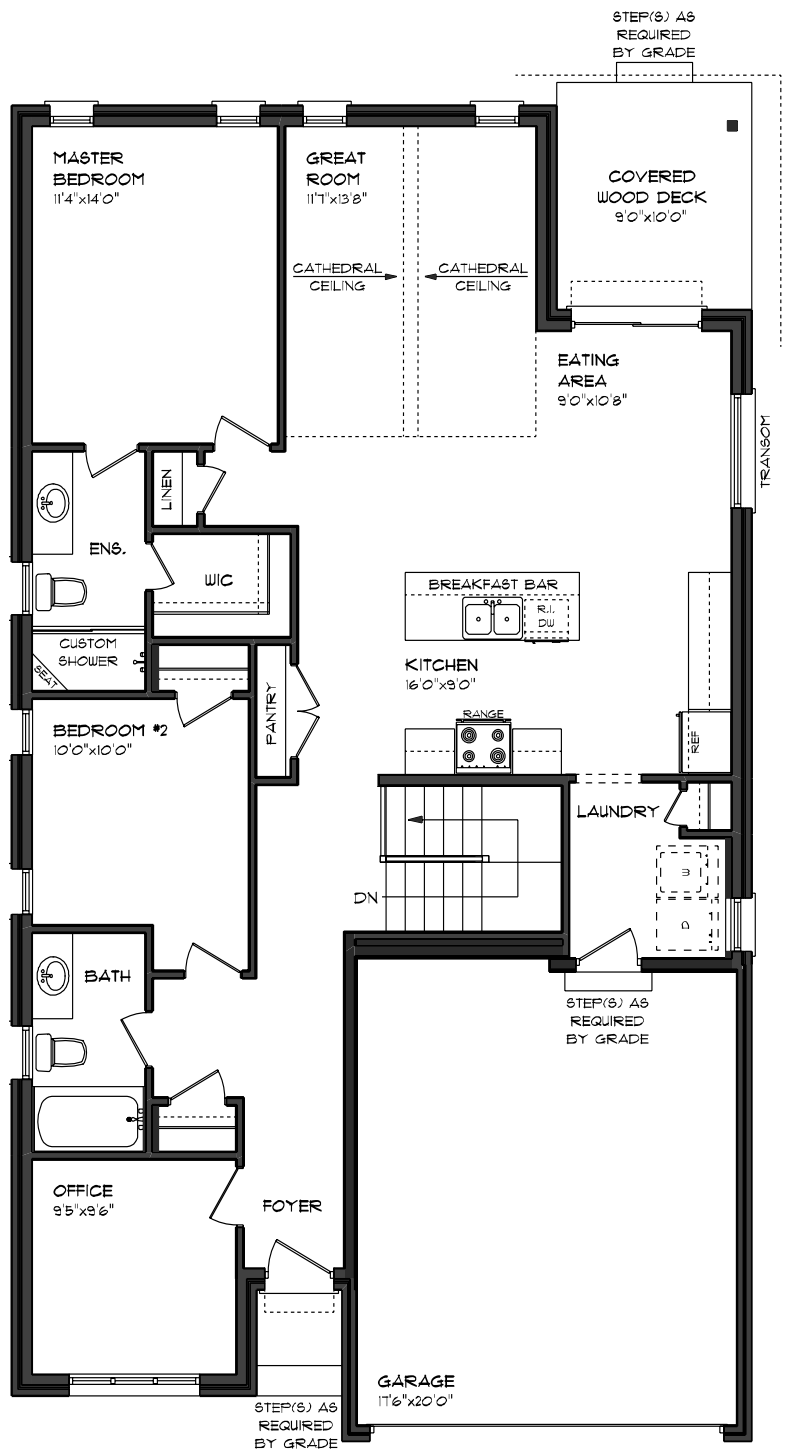 STEP(S) AS
REQUIRED
BY GRADE
MASTER
BEDROOM
11'4"x14'0"
GREAT
ROOM
11'7"x13'8"
COVERED
WOOD DECK
9'0"x10'0"
CATHEDRAL
CEILING
CATHEDRAL
CEILING
EATING
AREA
9'0"x10'8"
TRANSOM
LINEN
ENS.
WIC
BREAKFAST BAR
R.I.
DW
CUSTOM
SHOWER
SEAT
KITCHEN
16'0"x9'0"
PANTRY
RANGE
REF
BEDROOM #2
10'0"x10'0"
LAUNDRY
W
D
DN
BATH
STEP(S) AS
REQUIRED
BY GRADE
OFFICE
9'5"x9'6"
FOYER
GARAGE
17'6"x20'0"
STEP(S) AS
REQUIRED
BY GRADE